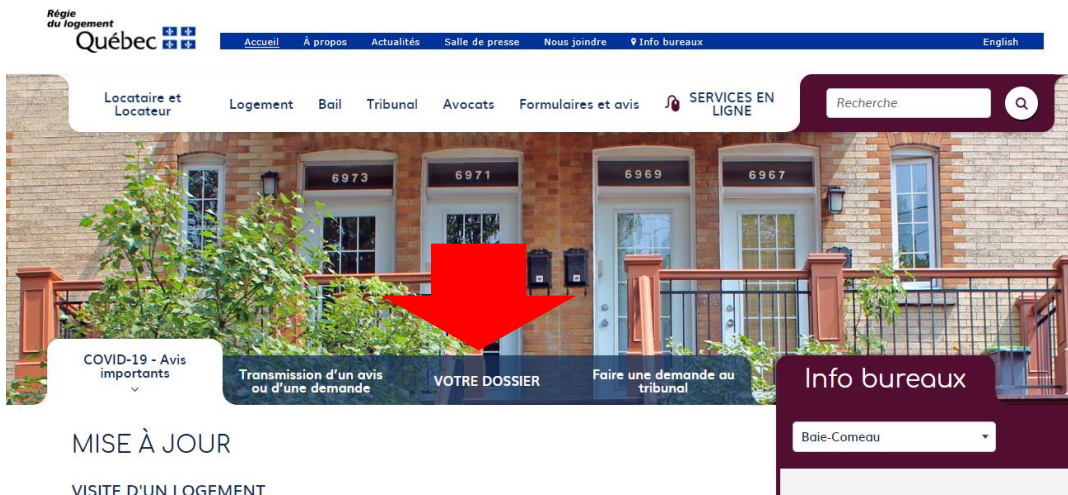 Régie
du logement
Québec
Accueil À propos Actualités Salle de presse Nous joindre Info bureaux English
Locataire et
Locateur
Logement Bail Tribunal Avocats Formulaires et avis
SERVICES EN
LIGNE
Recherche
6973 6971 6969 6967
COVID-19 - Avis
importants
Transmission d'un avis
ou d'une demande
VOTRE DOSSIER
Faire une demande au
tribunal
Info bureaux
MISE À JOUR
Baie-Comeau
VISITE D'UN LOGEMENT